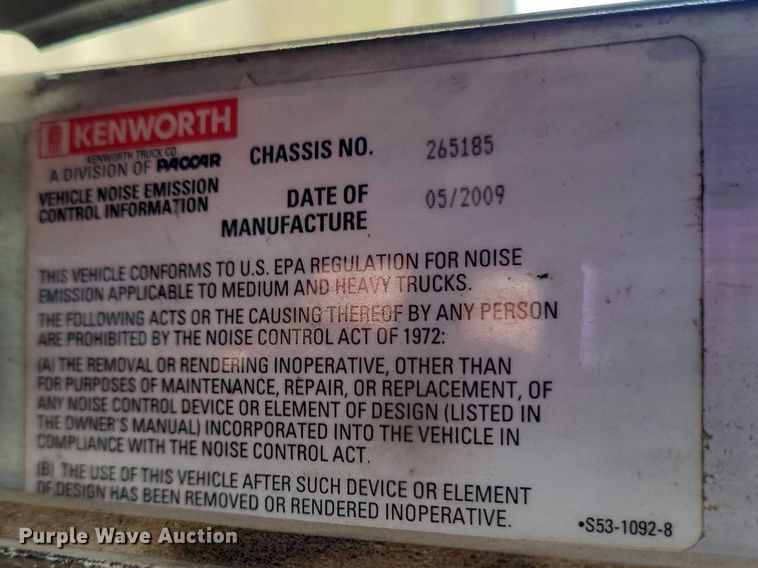 KENWORTH
KENWORTH TRUCK CO.
A DIVISION OF PACCAR
VEHICLE NOISE EMISSION
CONTROL INFORMATION
CHASSIS NO. 265185
DATE OF
MANUFACTURE 05/2009
THIS VEHICLE CONFORMS TO U.S. EPA REGULATION FOR NOISE
EMISSION APPLICABLE TO MEDIUM AND HEAVY TRUCKS.
THE FOLLOWING ACTS OR THE CAUSING THEREOF BY ANY PERSON
ARE PROHIBITED BY THE NOISE CONTROL ACT OF 1972:
(A) THE REMOVAL OR RENDERING INOPERATIVE, OTHER THAN
FOR PURPOSES OF MAINTENANCE, REPAIR, OR REPLACEMENT, OF
ANY NOISE CONTROL DEVICE OR ELEMENT OF DESIGN (LISTED IN
THE OWNER'S MANUAL) INCORPORATED INTO THE VEHICLE IN
COMPLIANCE WITH THE NOISE CONTROL ACT.
(B) THE USE OF THIS VEHICLE AFTER SUCH DEVICE OR ELEMENT
OF DESIGN HAS BEEN REMOVED OR RENDERED INOPERATIVE.
•S53-1092-8
Purple Wave Auction